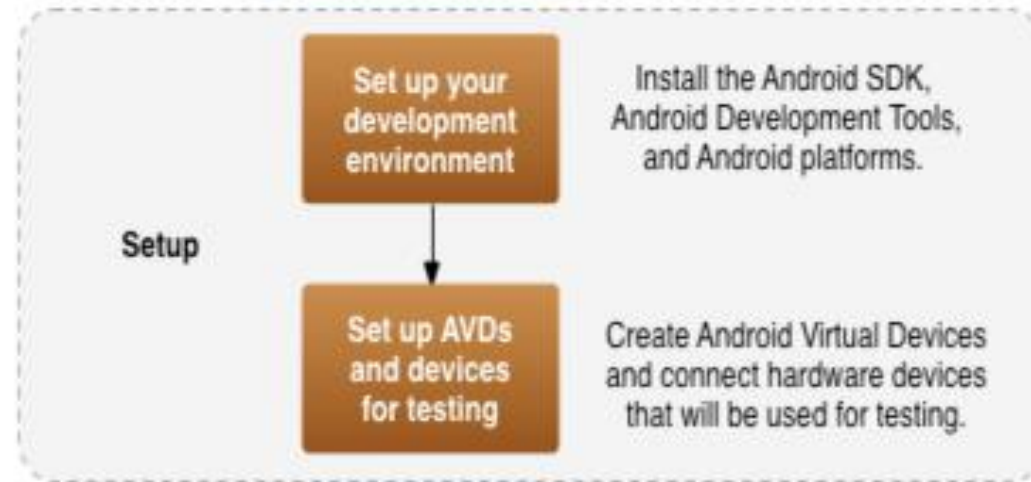 Set up your
development
environment
Install the Android SDK,
Android Development Tools,
and Android platforms.
Setup
Set up AVDs
and devices
for testing
Create Android Virtual Devices
and connect hardware devices
that will be used for testing.